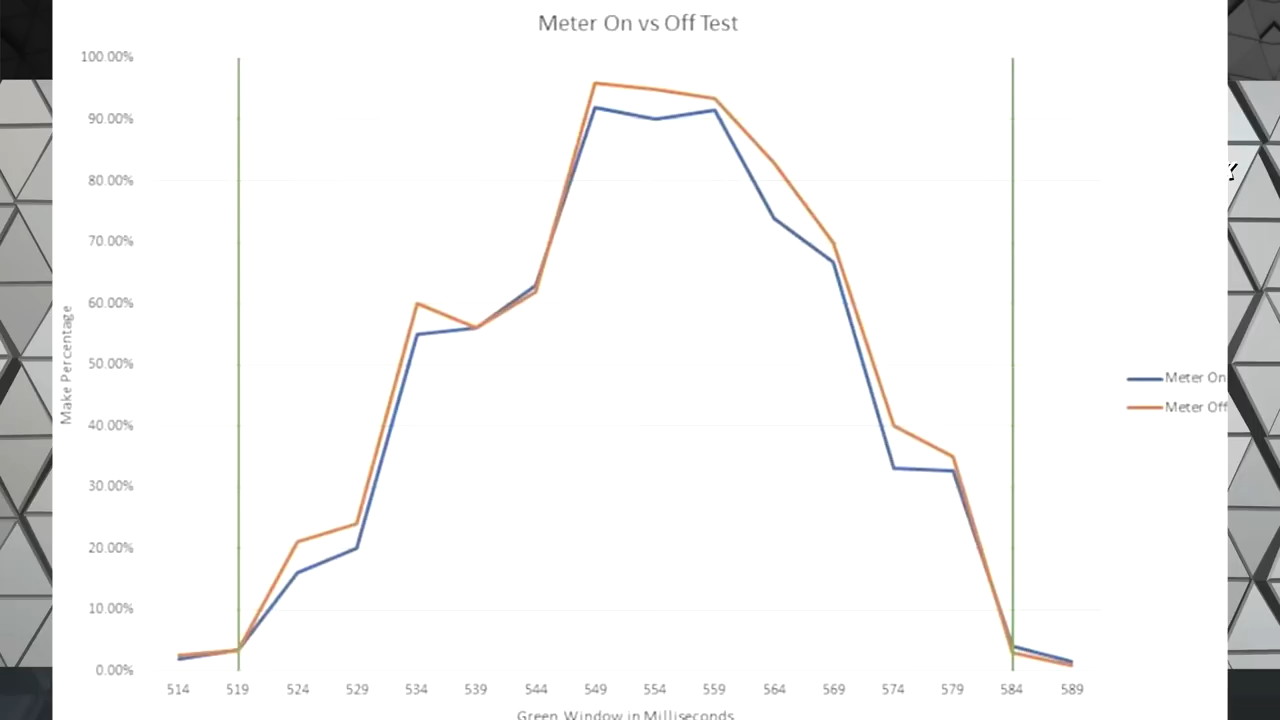 Meter On vs Off Test
100.00%
90.00%
80.00%
70.00%
60.00%
50.00%
40.00%
30.00%
20.00%
10.00%
0.00%
Make Percentage
514 519 524 529 534 539 544 549 554 559 564 569 574 579 584 589
Green Window in Milliseconds
Meter On
Meter Off